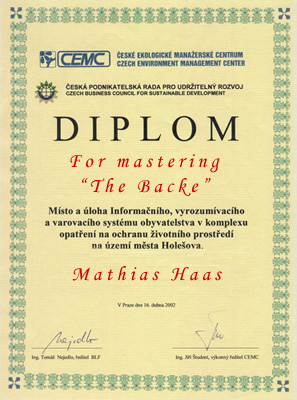 CEMC
ČESKÉ EKOLOGICKÉ MANAŽERSKÉ CENTRUM
CZECH ENVIRONMENT MANAGEMENT CENTER
ČESKÁ PODNIKATELSKÁ RADA PRO UDRŽITELNÝ ROZVOJ
CZECH BUSINESS COUNCIL FOR SUSTAINABLE DEVELOPMENT
DIPLOM
For mastering
“The Backe”
Místo a úloha Informačního, vyrozumívacího
a varovacího systému obyvatelstva v komplexu
opatření na ochranu životního prostředí
na území města Holešova.
Mathias Haas
V Praze dne 16. dubna 2002
Nejedlo
Ing. Tomáš Nejedlo, ředitel BLF
Ing. Jiří Študent, výkonný ředitel CEMC